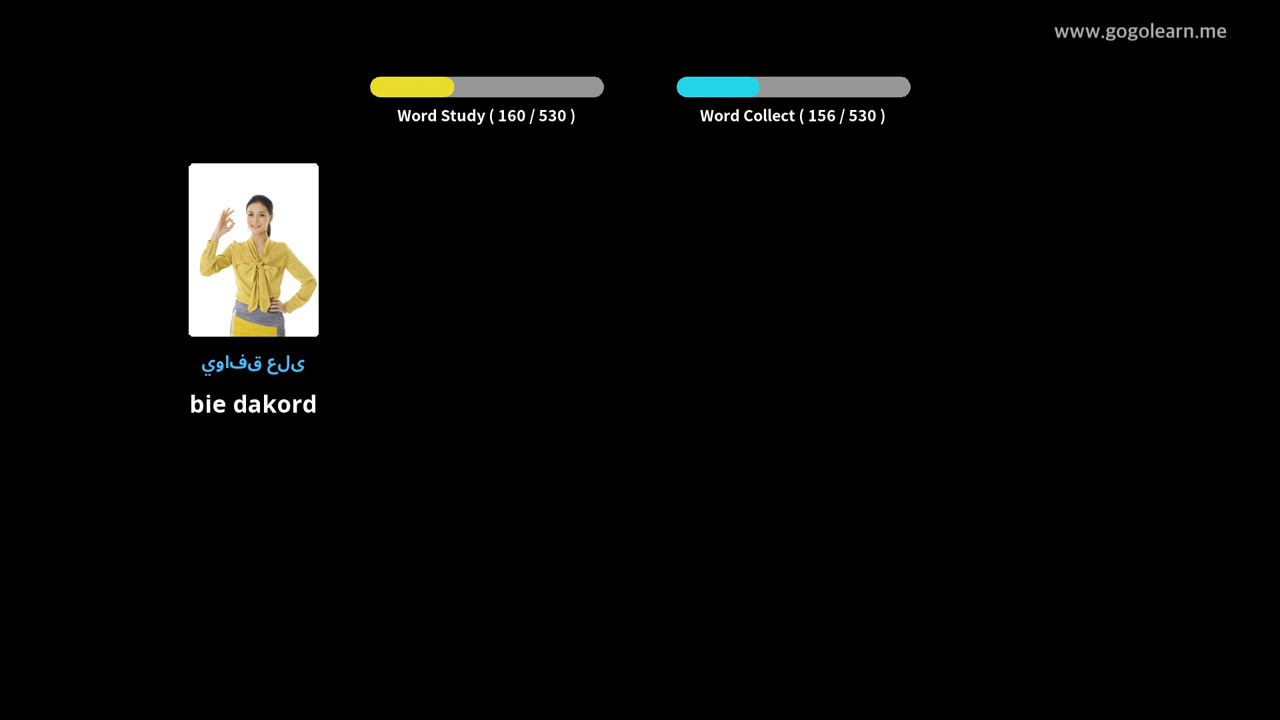 www.gogolearn.me
Word Study ( 160 / 530 )
Word Collect ( 156 / 530 )
يوافق على
bie dakord